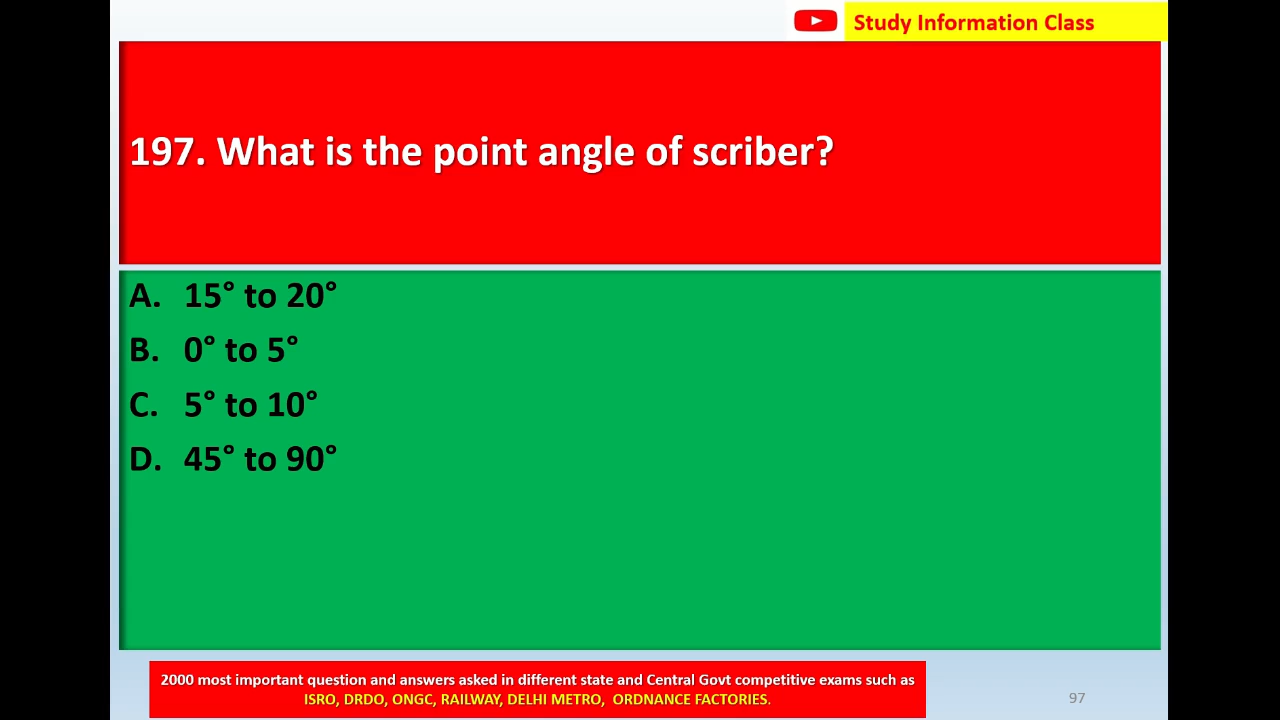 Study Information Class
197. What is the point angle of scriber?
A. 15° to 20°
B. 0° to 5°
C. 5° to 10°
D. 45° to 90°
2000 most important question and answers asked in different state and Central Govt competitive exams such as
ISRO, DRDO, ONGC, RAILWAY, DELHI METRO, ORDNANCE FACTORIES.
97